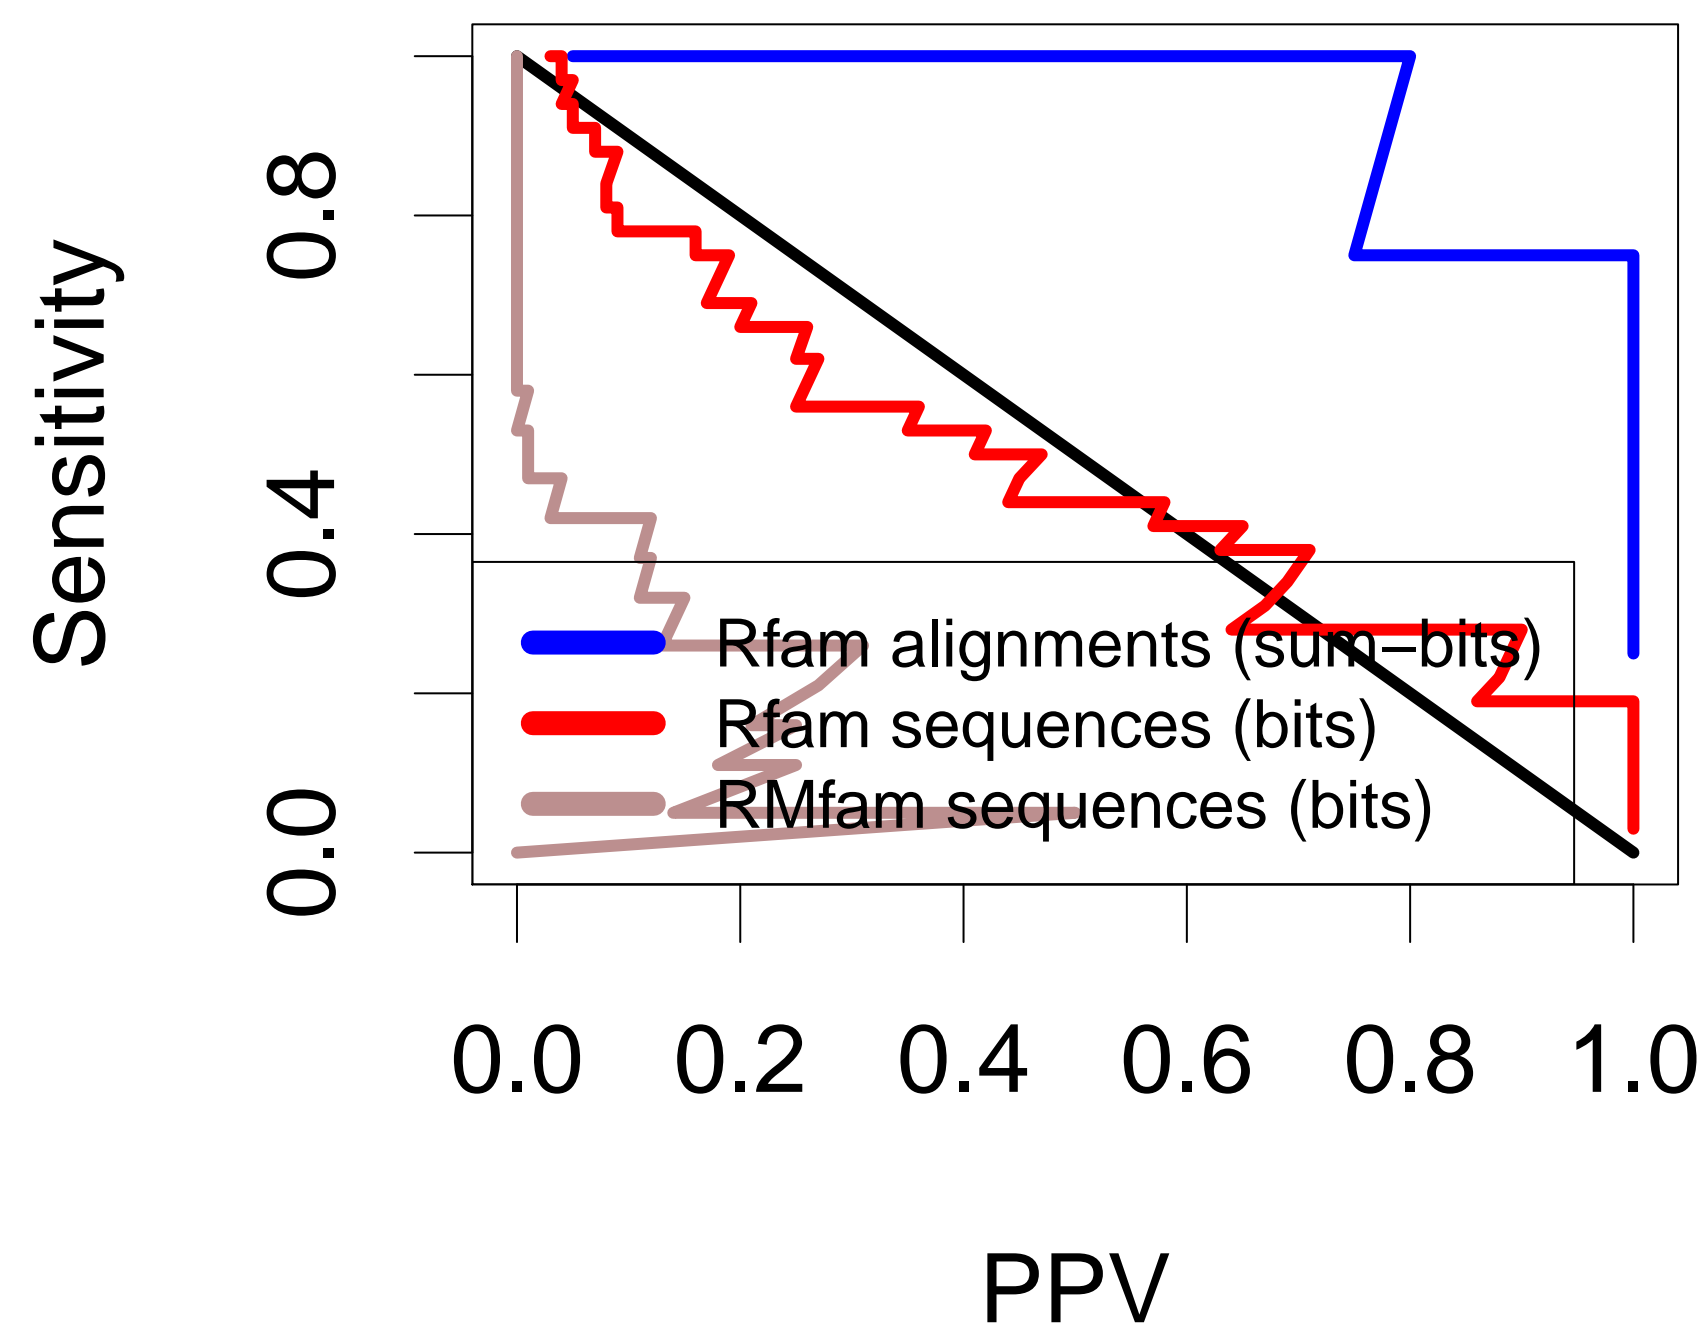 Sensitivity
0.8
0.4
0.0
Rfam alignments (sum−bits)
Rfam sequences (bits)
RMfam sequences (bits)
0.0 0.2 0.4 0.6 0.8 1.0
PPV